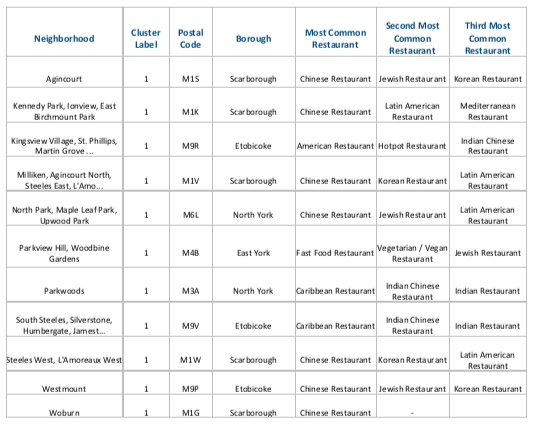 Neighborhood Cluster Label Postal Code Borough Most Common Restaurant Second Most Common Restaurant Third Most Common Restaurant
Agincourt 1 M1S Scarborough Chinese Restaurant Jewish Restaurant Korean Restaurant
Kennedy Park, Ionview, East Birchmount Park 1 M1K Scarborough Chinese Restaurant Latin American Restaurant Mediterranean Restaurant
Kingsview Village, St. Phillips, Martin Grove ... 1 M9R Etobicoke American Restaurant Hotpot Restaurant Indian Chinese Restaurant
Milliken, Agincourt North, Steeles East, L'Amo... 1 M1V Scarborough Chinese Restaurant Korean Restaurant Latin American Restaurant
North Park, Maple Leaf Park, Upwood Park 1 M6L North York Chinese Restaurant Jewish Restaurant Latin American Restaurant
Parkview Hill, Woodbine Gardens 1 M4B East York Fast Food Restaurant Vegetarian / Vegan Restaurant Jewish Restaurant
Parkwoods 1 M3A North York Caribbean Restaurant Indian Chinese Restaurant Indian Restaurant
South Steeles, Silverstone, Humbergate, Jamest... 1 M9V Etobicoke Caribbean Restaurant Indian Chinese Restaurant Indian Restaurant
Steeles West, L'Amoreaux West 1 M1W Scarborough Chinese Restaurant Korean Restaurant Latin American Restaurant
Westmount 1 M9P Etobicoke Chinese Restaurant Jewish Restaurant Korean Restaurant
Woburn 1 M1G Scarborough Chinese Restaurant -